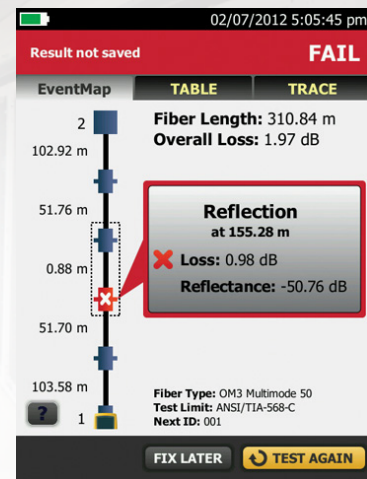 02/07/2012 5:05:45 pm
Result not saved
FAIL
EventMap
TABLE
TRACE
2
102.92 m
51.76 m
0.88 m
51.70 m
103.58 m
?
1
Fiber Length: 310.84 m
Overall Loss: 1.97 dB
Reflection
at 155.28 m
Loss: 0.98 dB
Reflectance: -50.76 dB
Fiber Type: OM3 Multimode 50
Test Limit: ANSI/TIA-568-C
Next ID: 001
FIX LATER
TEST AGAIN